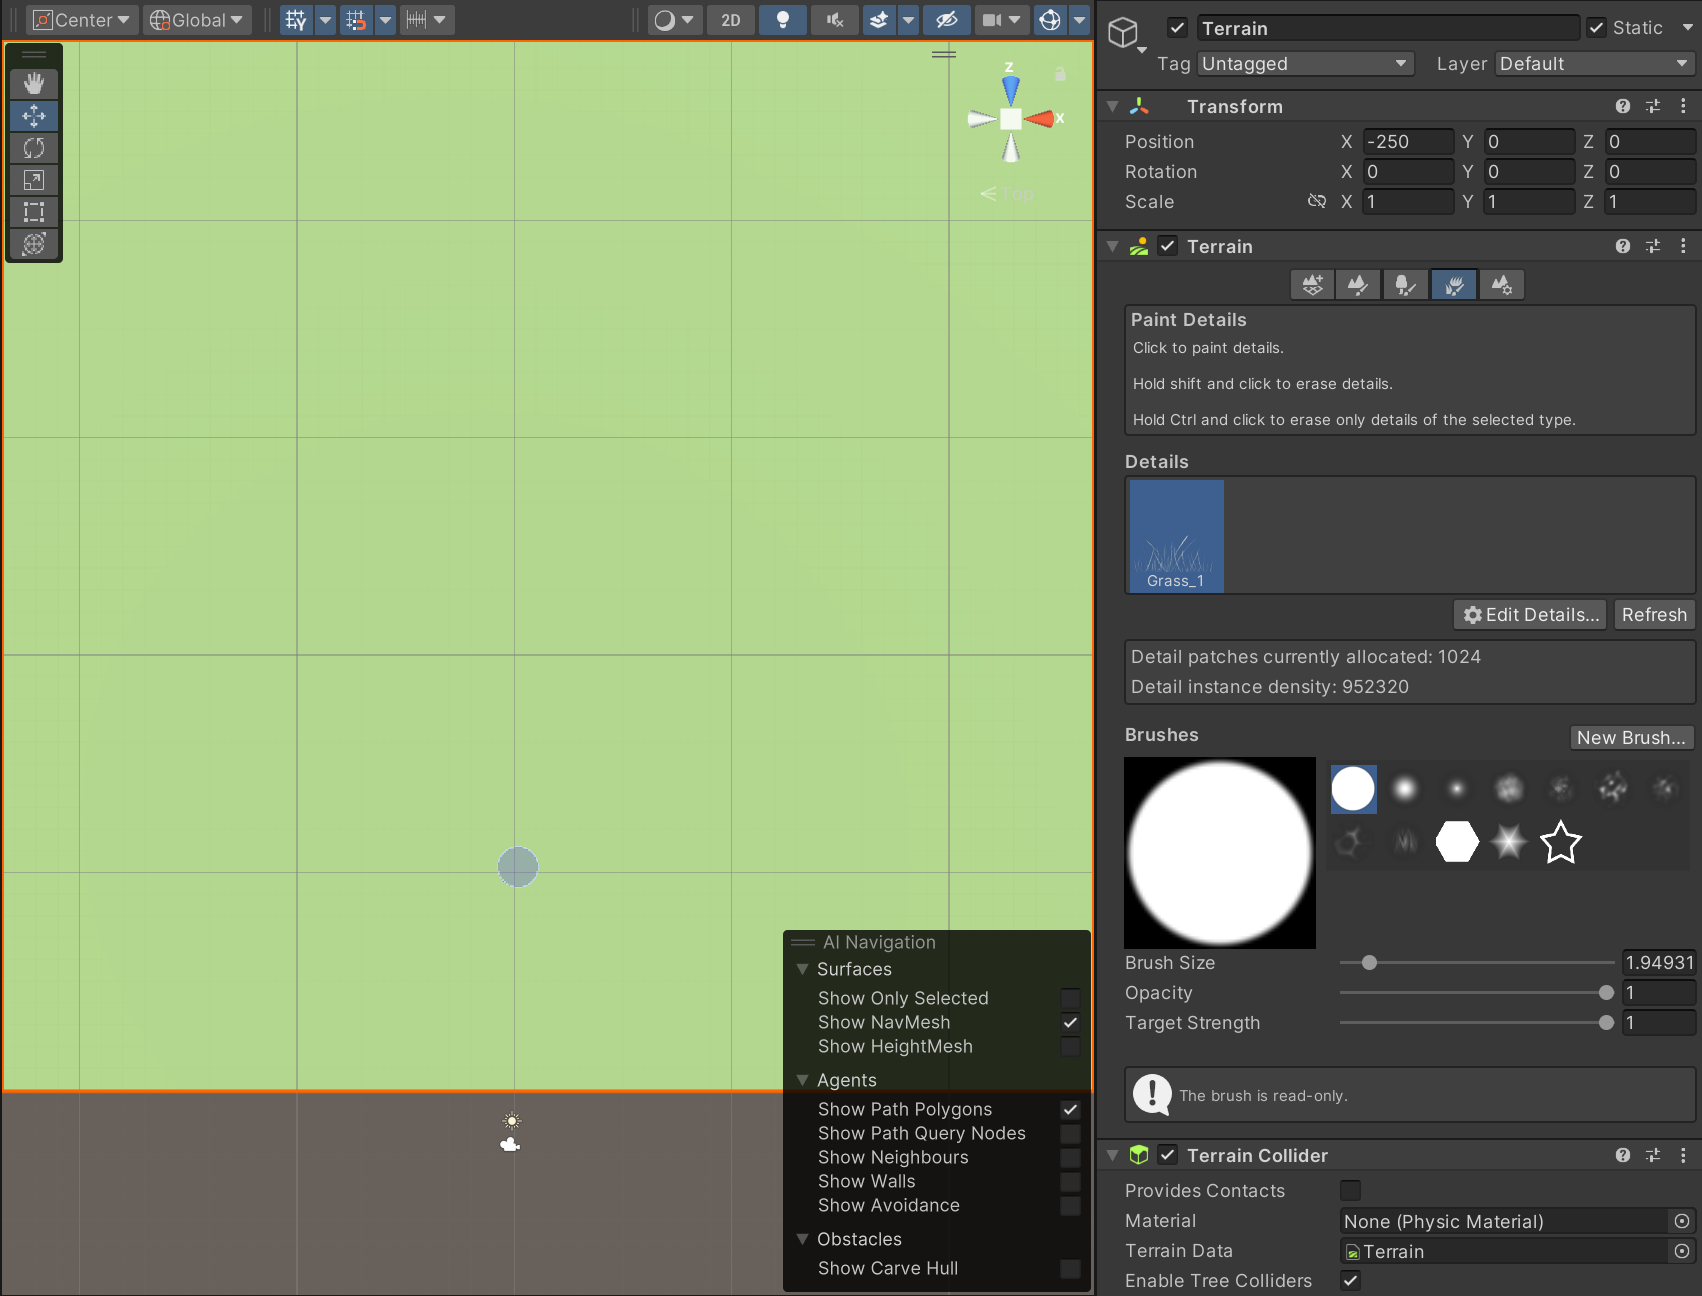 Center
Global
2D
Z
X
Top
AI Navigation
Surfaces
Show Only Selected
Show NavMesh
Show HeightMesh
Agents
Show Path Polygons
Show Path Query Nodes
Show Neighbours
Show Walls
Show Avoidance
Obstacles
Show Carve Hull
Terrain
Static
Tag Untagged Layer Default
Transform
Position X -250 Y 0 Z 0
Rotation X 0 Y 0 Z 0
Scale X 1 Y 1 Z 1
Terrain
Paint Details
Click to paint details.
Hold shift and click to erase details.
Hold Ctrl and click to erase only details of the selected type.
Details
Grass_1
Edit Details...
Refresh
Detail patches currently allocated: 1024
Detail instance density: 952320
Brushes
New Brush...
Brush Size 1.94931
Opacity 1
Target Strength 1
The brush is read-only.
Terrain Collider
Provides Contacts
Material None (Physic Material)
Terrain Data Terrain
Enable Tree Colliders